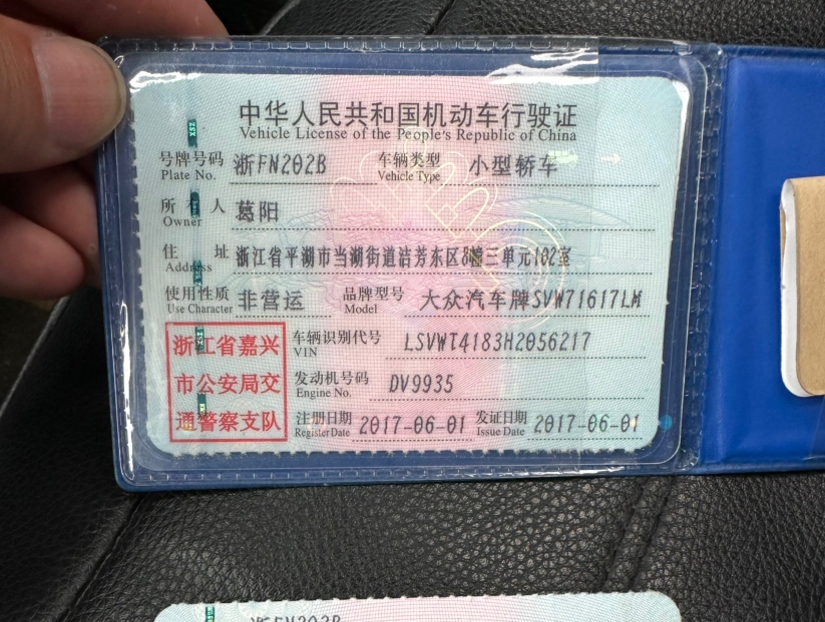 中华人民共和国机动车行驶证
Vehicle License of the People's Republic of China
号牌号码 浙FN202B 车辆类型 小型轿车
Plate No. Vehicle Type
所有人 葛阳
Owner
住址 浙江省平湖市当湖街道洁芳东区8幢三单元102室
Address
使用性质 非营运 品牌型号 大众汽车牌SVW71617LM
Use Character Model
浙江省嘉兴
市公安局交
通警察支队
车辆识别代号 LSVWT4183H2056217
VIN
发动机号码 DV9935
Engine No.
注册日期 2017-06-01 发证日期 2017-06-01
Register Date Issue Date